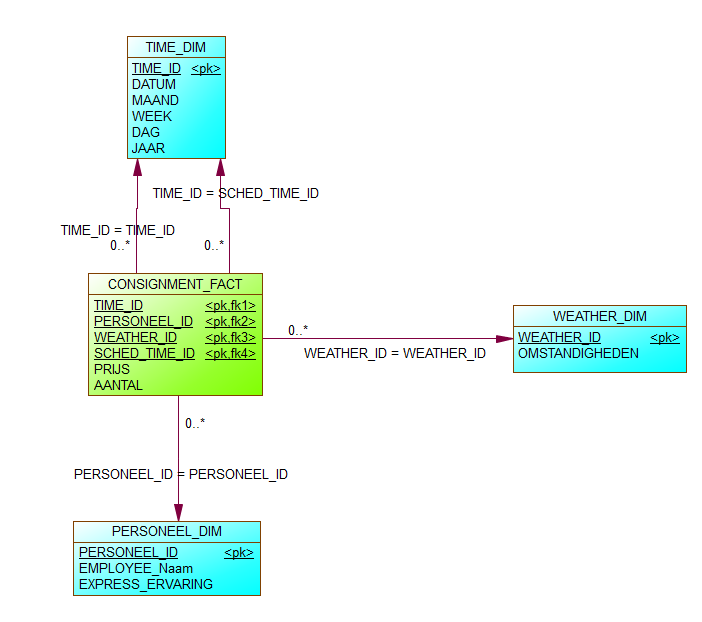 TIME_DIM
TIME_ID <pk>
DATUM
MAAND
WEEK
DAG
JAAR
TIME_ID = SCHED_TIME_ID
TIME_ID = TIME_ID
0..* 0..*
CONSIGNMENT_FACT
TIME_ID <pk,fk1>
PERSONEEL_ID <pk,fk2>
WEATHER_ID <pk,fk3>
SCHED_TIME_ID <pk,fk4>
PRIJS
AANTAL
0..*
WEATHER_ID = WEATHER_ID
WEATHER_DIM
WEATHER_ID <pk>
OMSTANDIGHEDEN
0..*
PERSONEEL_ID = PERSONEEL_ID
PERSONEEL_DIM
PERSONEEL_ID <pk>
EMPLOYEE_Naam
EXPRESS_ERVARING